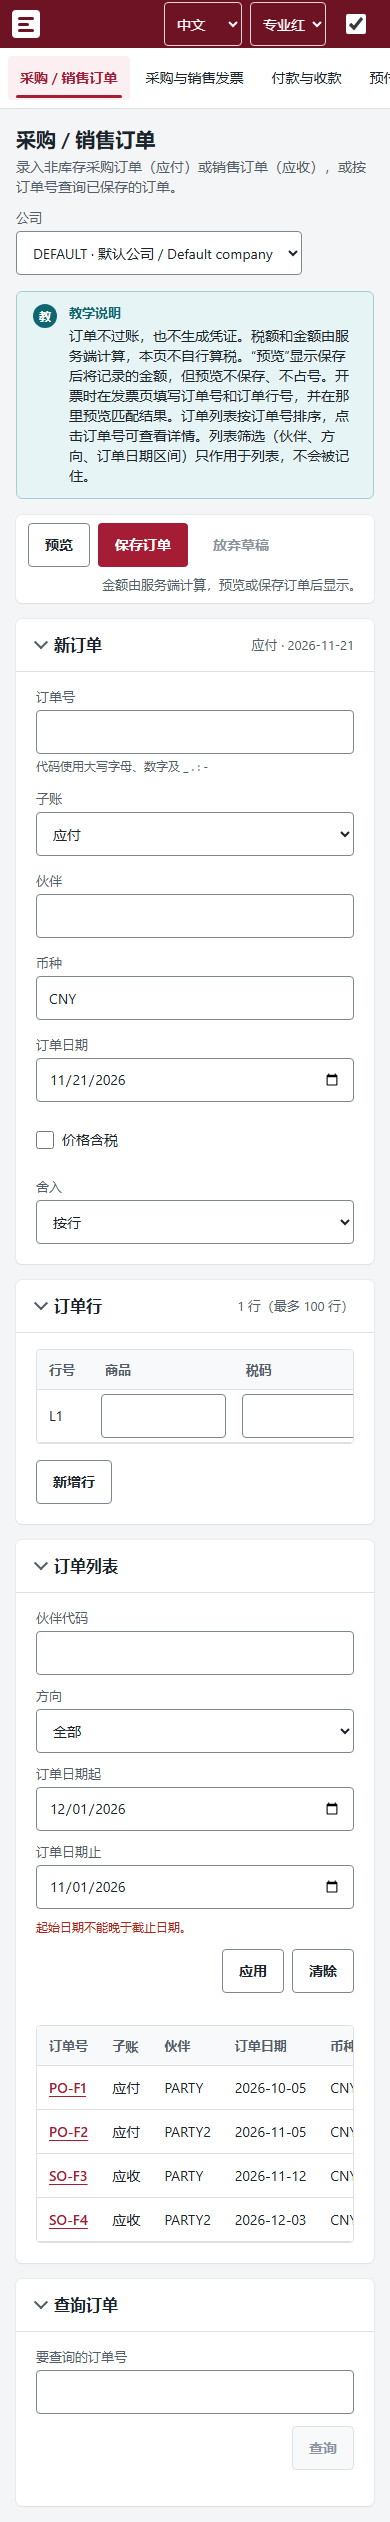 中文
专业红
采购 / 销售订单
采购与销售发票
付款与收款
预
采购 / 销售订单
录入非库存采购订单（应付）或销售订单（应收），或按
订单号查询已保存的订单。
公司
DEFAULT · 默认公司 / Default company
教
教学说明
订单不过账，也不生成凭证。税额和金额由服
务端计算，本页不自行算税。“预览”显示保存
后将记录的金额，但预览不保存、不占号。开
票时在发票页填写订单号和订单行号，并在那
里预览匹配结果。订单列表按订单号排序，点
击订单号可查看详情。列表筛选（伙伴、方
向、订单日期区间）只作用于列表，不会被记
住。
预览
保存订单
放弃草稿
金额由服务端计算，预览或保存订单后显示。
新订单
应付 · 2026-11-21
订单号
代码使用大写字母、数字及 _ . : -
子账
应付
伙伴
币种
CNY
订单日期
11/21/2026
价格含税
舍入
按行
订单行
1 行（最多 100 行）
行号 商品 税码
L1
新增行
订单列表
伙伴代码
方向
全部
订单日期起
12/01/2026
订单日期止
11/01/2026
起始日期不能晚于截止日期。
应用
清除
订单号 子账 伙伴 订单日期 币种
PO-F1 应付 PARTY 2026-10-05 CNY
PO-F2 应付 PARTY2 2026-11-05 CNY
SO-F3 应收 PARTY 2026-11-12 CNY
SO-F4 应收 PARTY2 2026-12-03 CNY
查询订单
要查询的订单号
查询